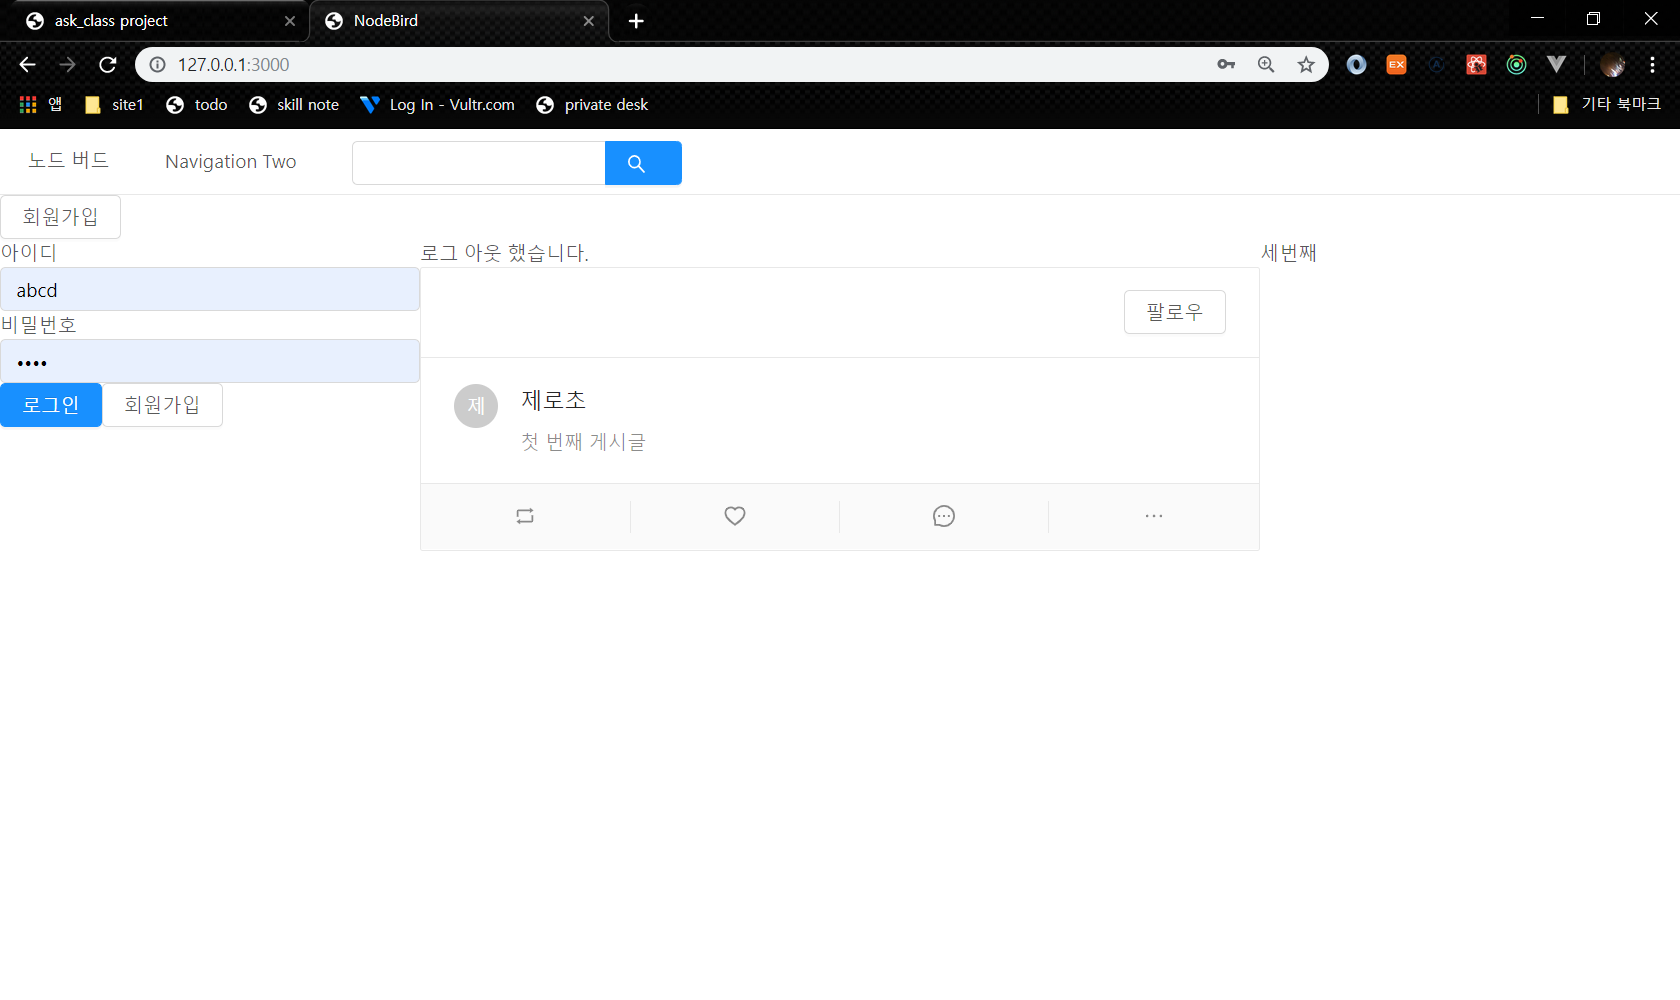 ask_class project
NodeBird
127.0.0.1:3000
앱
site1
todo
skill note
Log In - Vultr.com
private desk
기타 북마크
노드 버드
Navigation Two
회원가입
아이디
abcd
비밀번호
••••
로그인
회원가입
로그 아웃 했습니다.
팔로우
제
제로초
첫 번째 게시글
세번째